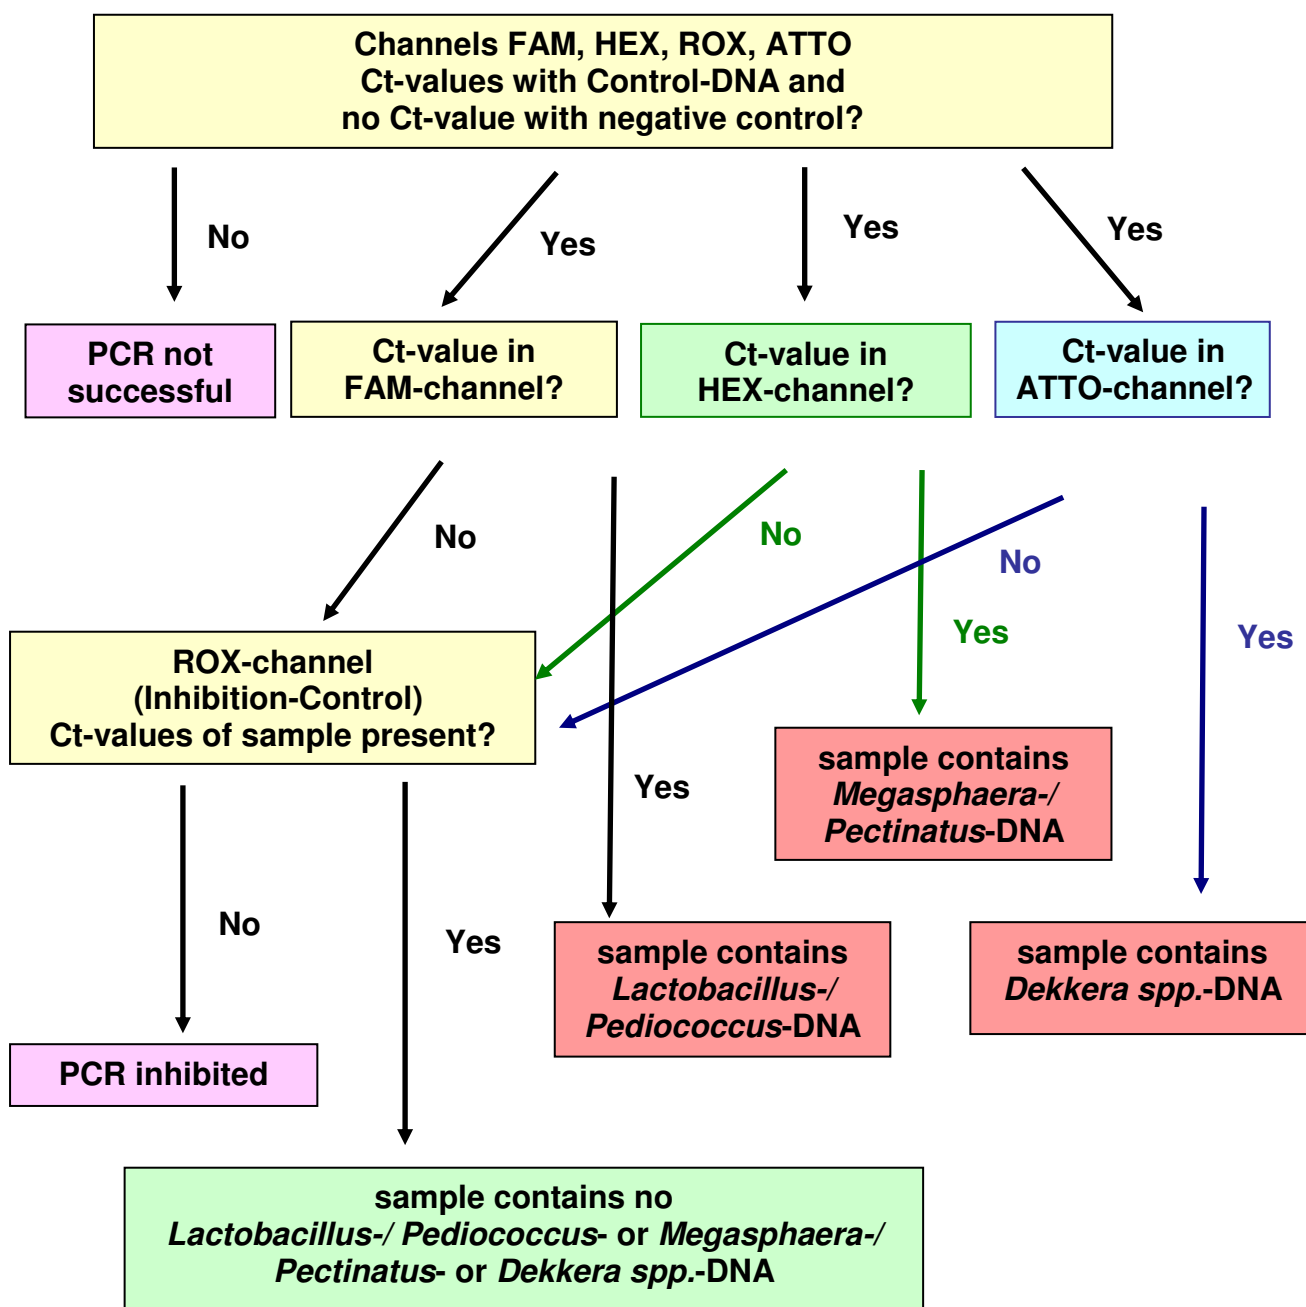 Channels FAM, HEX, ROX, ATTO
Ct-values with Control-DNA and
no Ct-value with negative control?
No
Yes
Yes
Yes
PCR not
successful
Ct-value in
FAM-channel?
Ct-value in
HEX-channel?
Ct-value in
ATTO-channel?
No
No
No
Yes
Yes
ROX-channel
(Inhibition-Control)
Ct-values of sample present?
Yes
sample contains
Megasphaera-/
Pectinatus-DNA
No
Yes
sample contains
Lactobacillus-/
Pediococcus-DNA
sample contains
Dekkera spp.-DNA
PCR inhibited
sample contains no
Lactobacillus-/ Pediococcus- or Megasphaera-/
Pectinatus- or Dekkera spp.-DNA